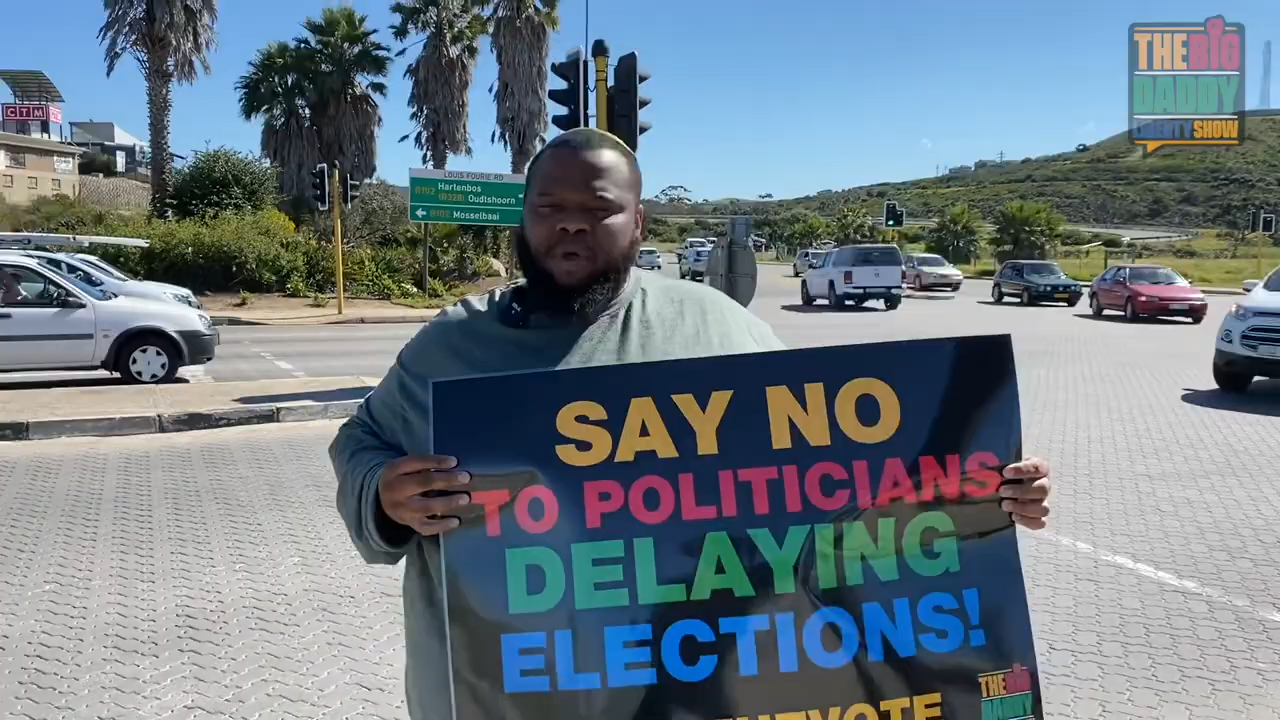 THE BIG
DADDY
LIBERTY SHOW
CTM
LOUIS FOURIE RD
R102 Hartenbos
(R328) Oudtshoorn
R102 Mosselbaai
SAY NO
TO POLITICIANS
DELAYING
ELECTIONS!
THE BIG
DADDY